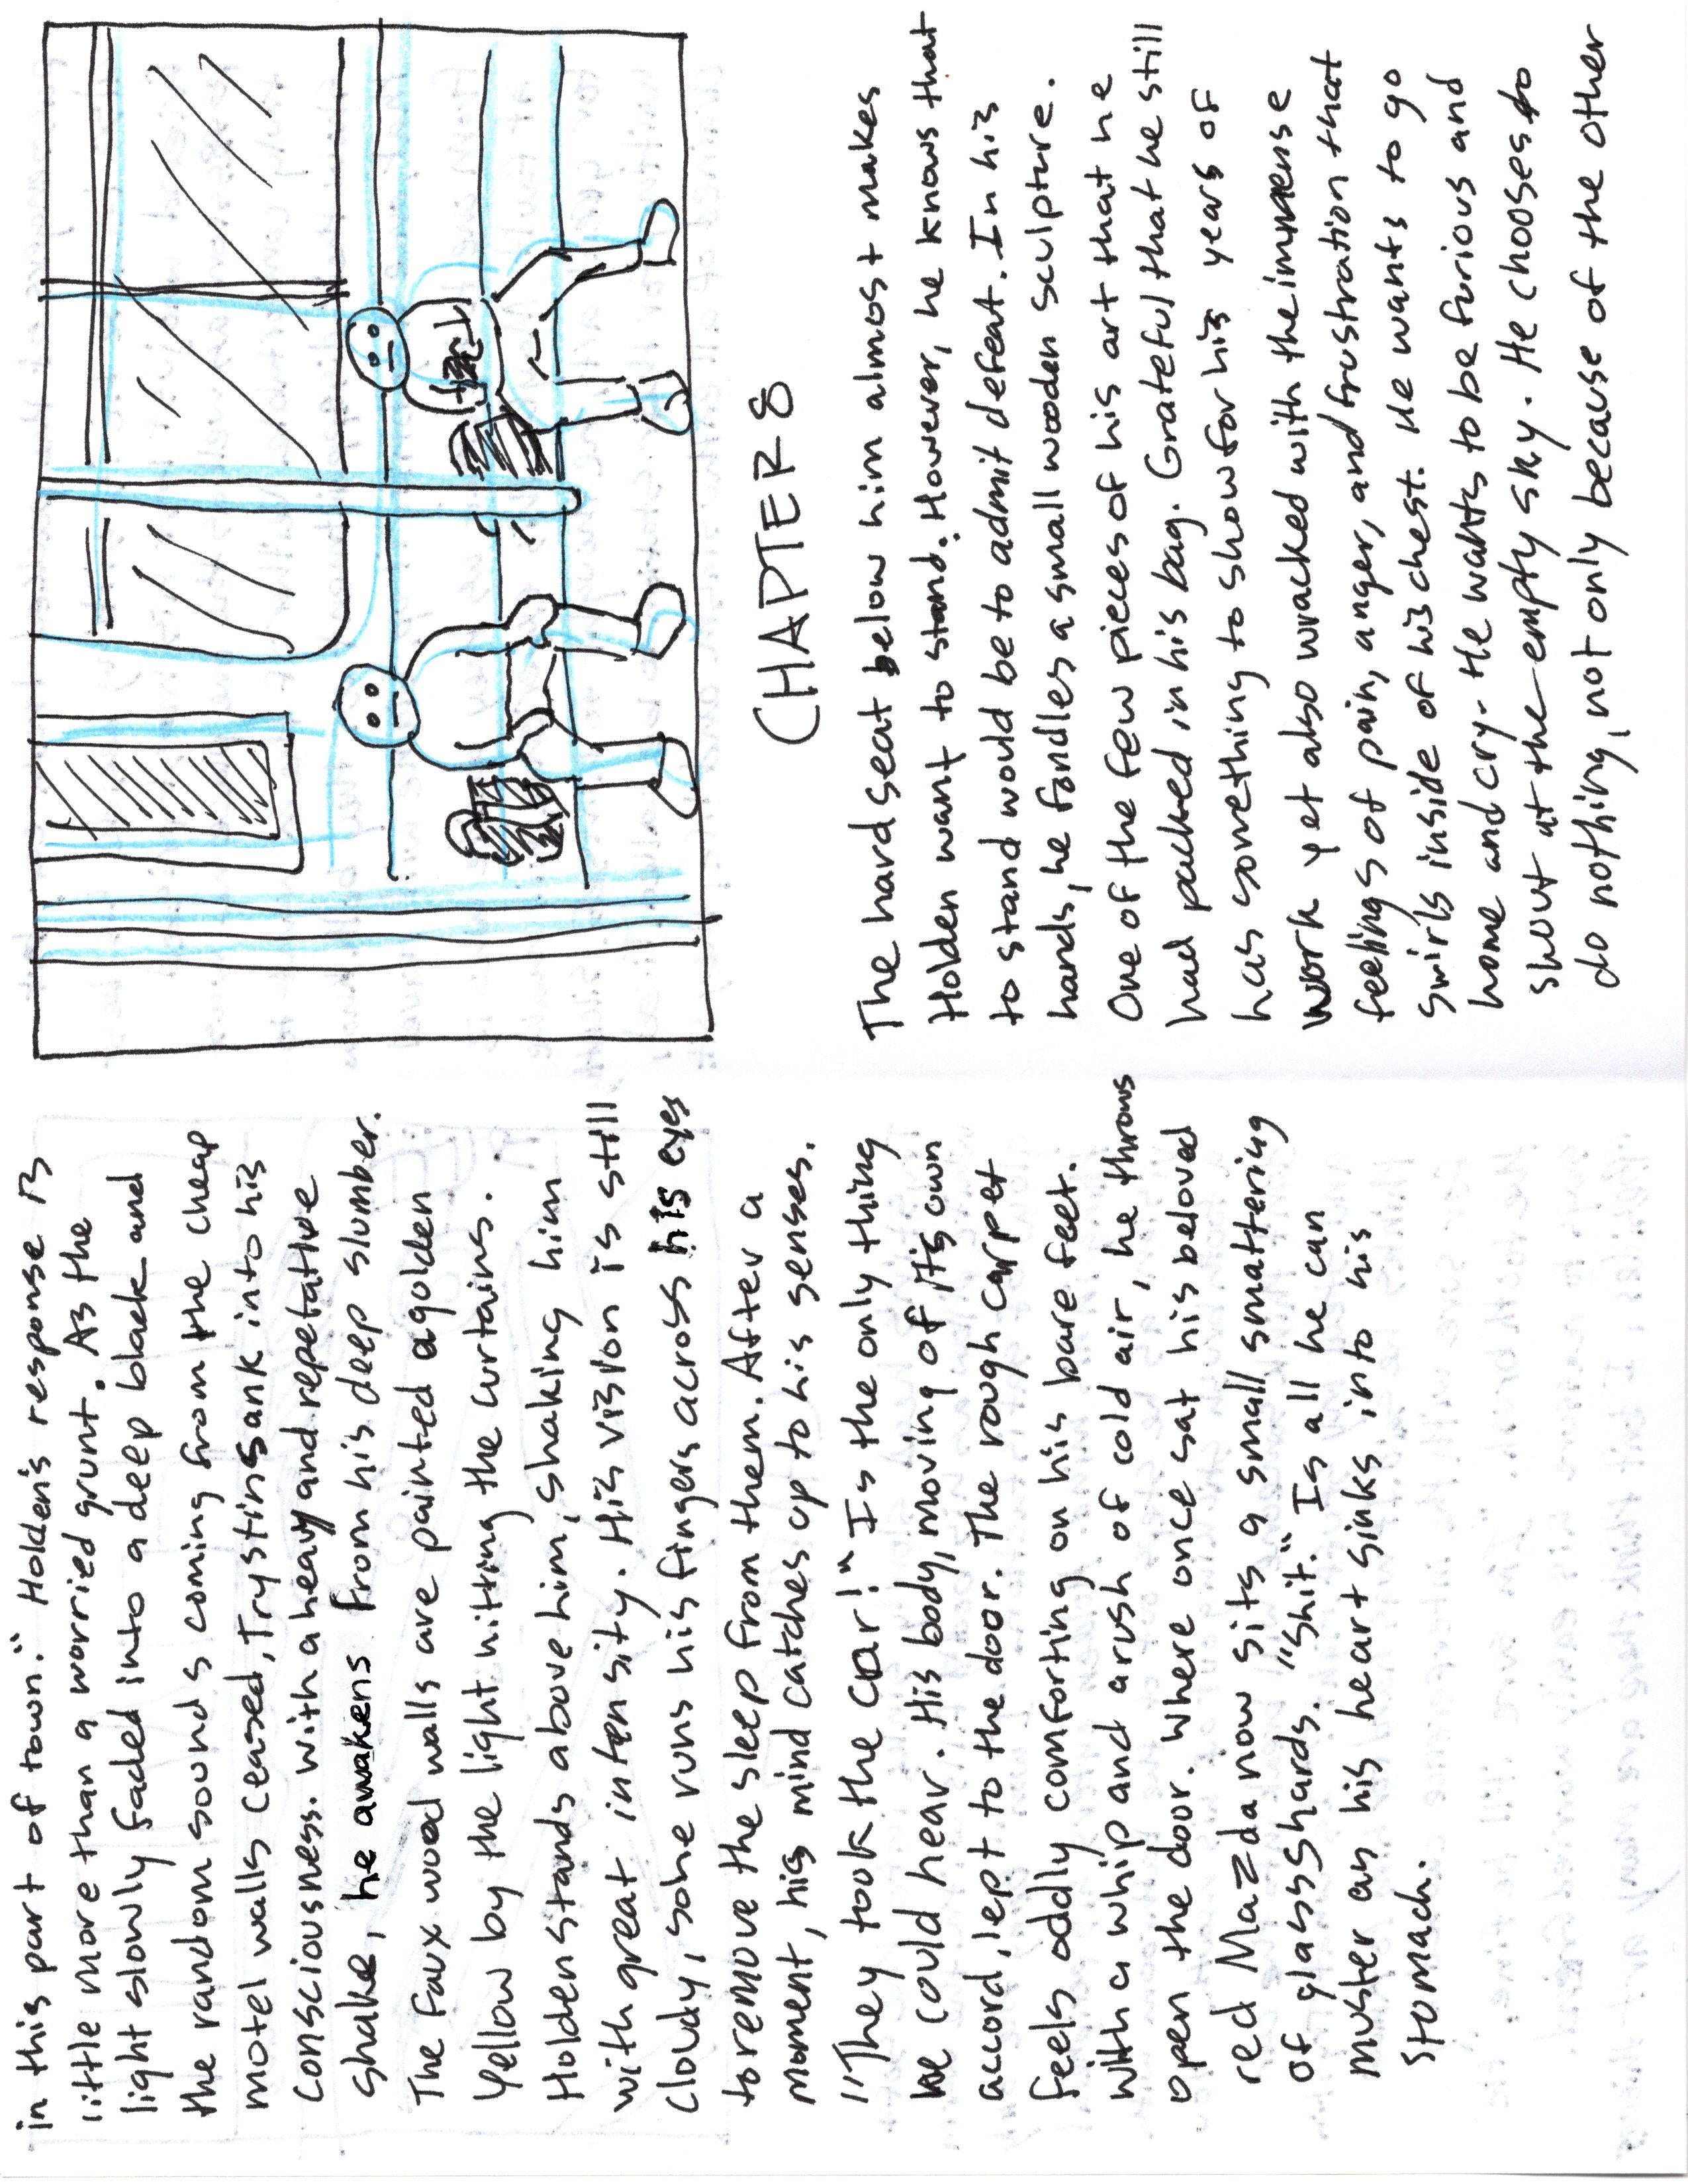 in this part of town." Holden's response is
little more than a worried grunt. As the
light slowly faded into a deep black and
the random sounds coming from the cheap
motel walls ceased, Trystin sank into his
consciousness. With a heavy and repetative
shake, he awakens from his deep slumber.
The faux wood walls are painted a golden
yellow by the light hitting the curtains.
Holden stands above him, shaking him
with great intensity. His vision is still
cloudy, so he runs his fingers across his eyes
to remove the sleep from them. After a
moment, his mind catches up to his senses.
"They took the car!" Is the only thing
he could hear. His body, moving of its own
accord, lept to the door. The rough carpet
feels oddly comforting on his bare feet.
With a whip and a rush of cold air, he throws
open the door. Where once sat his beloved
red Mazda now sits a small smattering
of glass shards. "Shit." Is all he can
muster as his heart sinks into his
stomach.
CHAPTER 8
The hard seat below him almost makes
Holden want to stand. However, he knows that
to stand would be to admit defeat. In his
hands, he fondles a small wooden sculpture.
One of the few pieces of his art that he
had packed in his bag. Grateful that he still
has something to show for his years of
work yet also wracked with the immense
feelings of pain, anger, and frustration that
swirls inside of his chest. He wants to go
home and cry. He wants to be furious and
shout at the empty sky. He chooses to
do nothing, not only because of the other